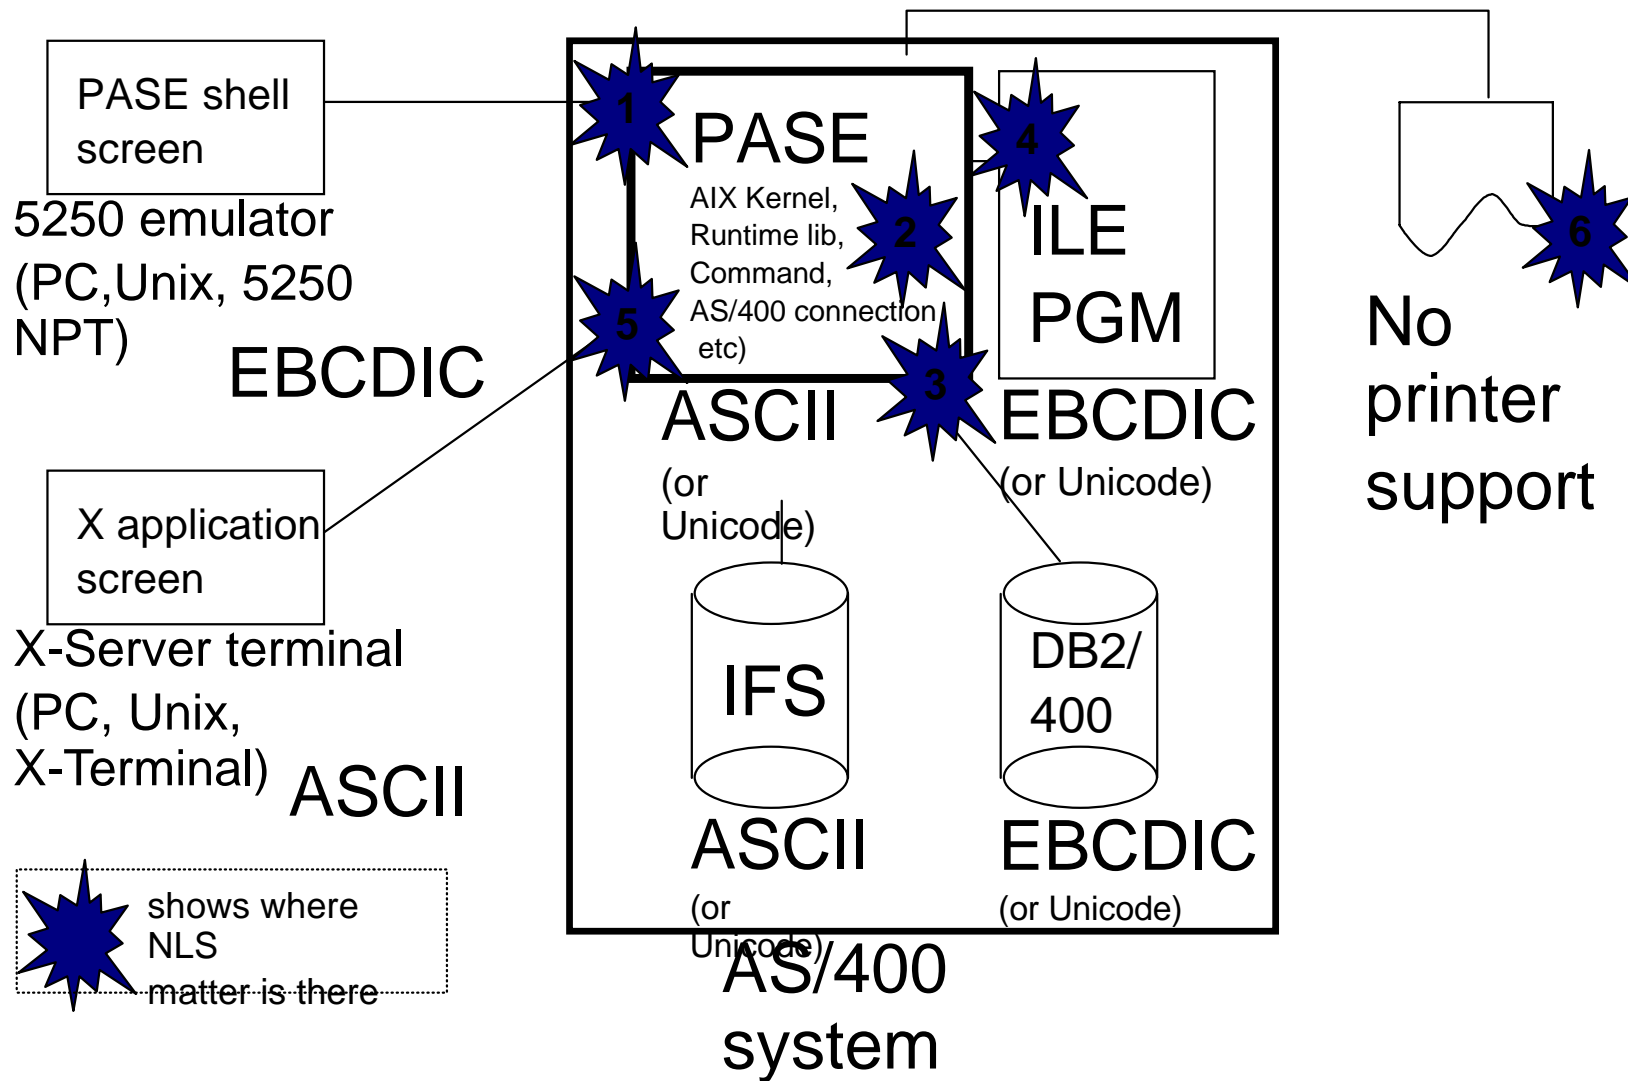 PASE shell
screen
5250 emulator
(PC,Unix, 5250
NPT)
EBCDIC
X application
screen
X-Server terminal
(PC, Unix,
X-Terminal)
ASCII
shows where
NLS
matter is there
1
PASE
AIX Kernel,
Runtime lib,
Command,
AS/400 connection
etc)
2
5
3
ASCII
(or
Unicode)
4
ILE
PGM
EBCDIC
(or Unicode)
IFS
ASCII
(or
Unicode)
DB2/
400
EBCDIC
(or Unicode)
AS/400
system
6
No
printer
support